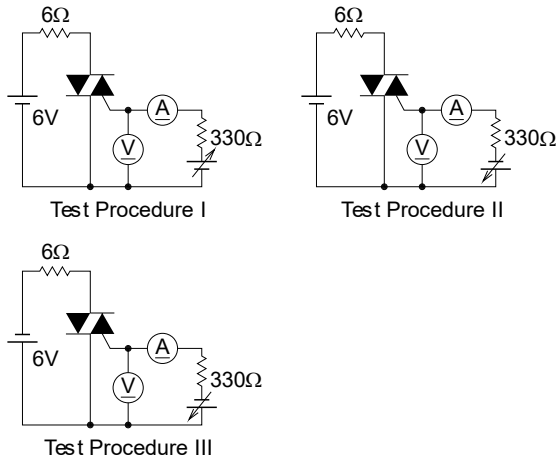 6Ω
6V
A
V
330Ω
Test Procedure I
6Ω
6V
A
V
330Ω
Test Procedure II
6Ω
6V
A
V
330Ω
Test Procedure III